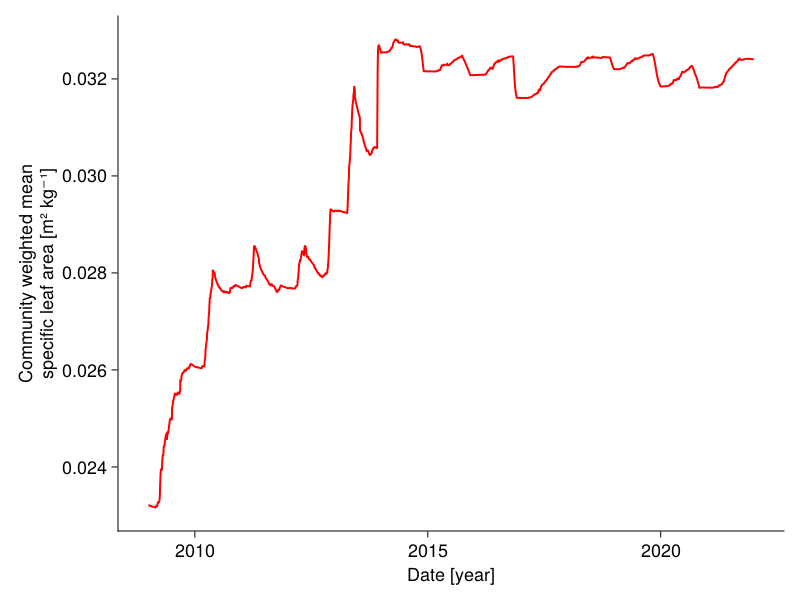 Community weighted mean
specific leaf area [m² kg⁻¹]
0.032
0.030
0.028
0.026
0.024
2010
2015
2020
Date [year]